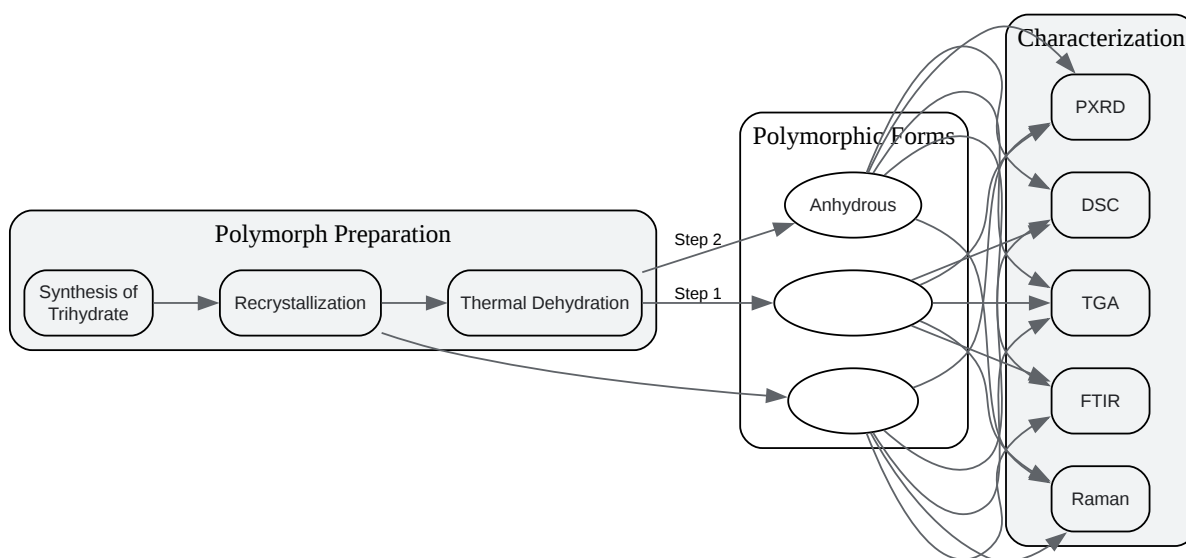 Characterization
PXRD
Polymorphic Forms
DSC
Anhydrous
Polymorph Preparation
Step 2
Synthesis of
Trihydrate
Recrystallization
Thermal Dehydration
Step 1
TGA
FTIR
Raman